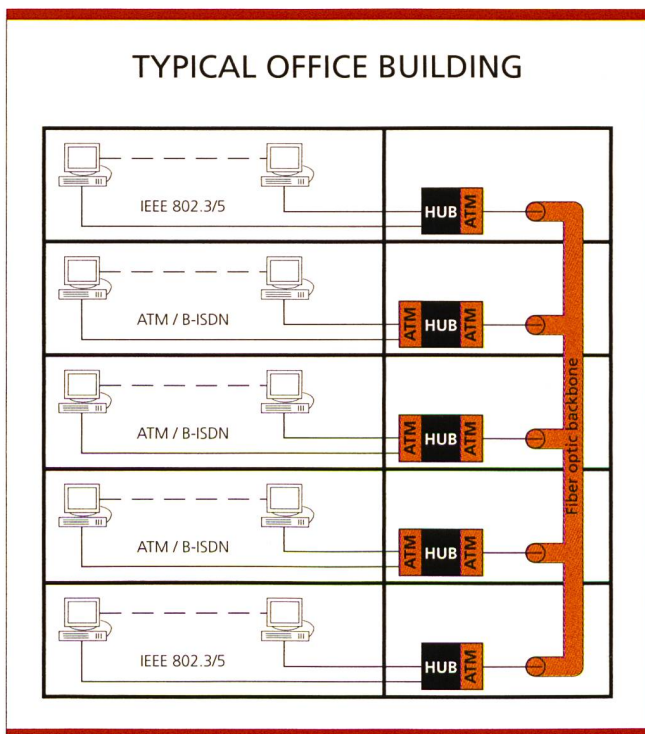 TYPICAL OFFICE BUILDING
IEEE 802.3/5
HUB ATM
ATM / B-ISDN
ATM HUB ATM
ATM / B-ISDN
ATM HUB ATM
Fiber optic backbone
ATM / B-ISDN
ATM HUB ATM
IEEE 802.3/5
HUB ATM